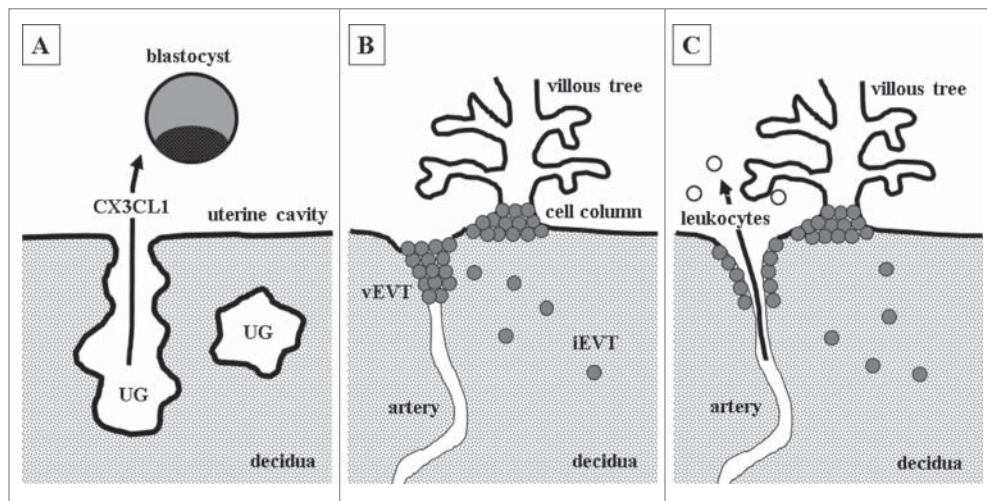 A
blastocyst
CX3CL1
uterine cavity
UG
UG
decidua
B
villous tree
cell column
vEVT
iEVT
artery
decidua
C
villous tree
leukocytes
artery
decidua